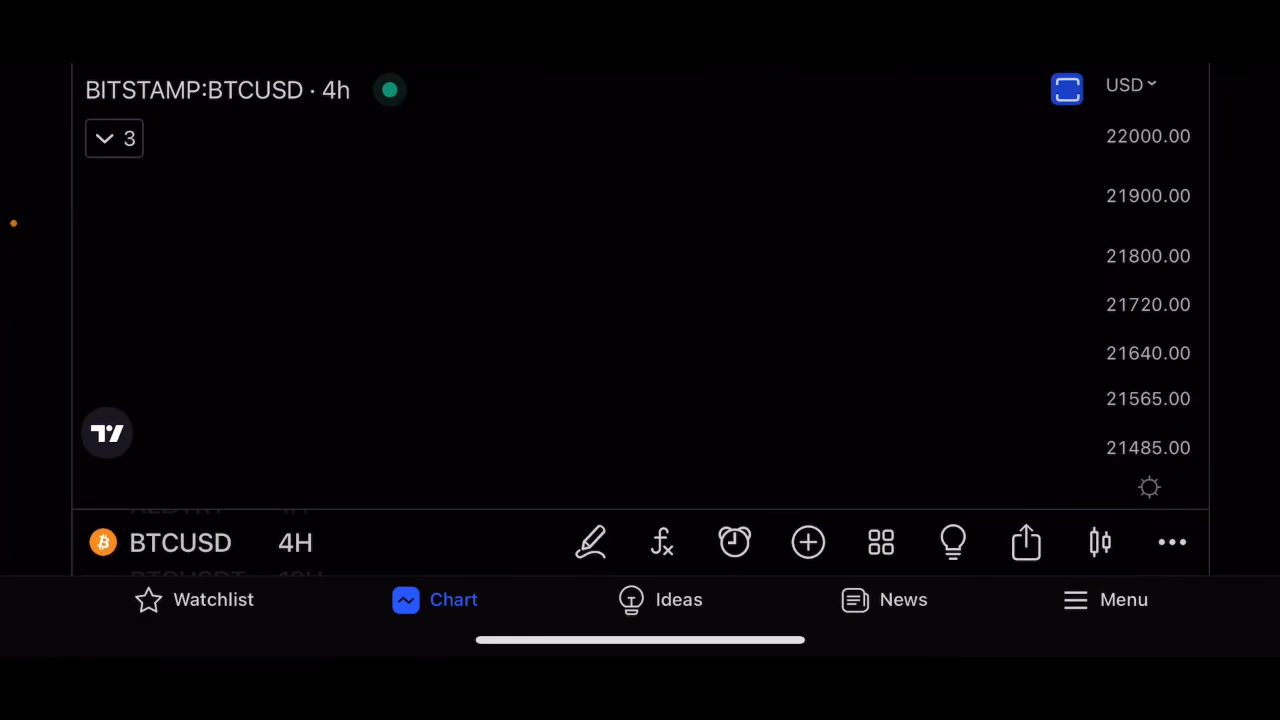 BITSTAMP:BTCUSD · 4h
USD
3
22000.00
21900.00
21800.00
21720.00
21640.00
21565.00
21485.00
BTCUSD 4H
Watchlist
Chart
Ideas
News
Menu